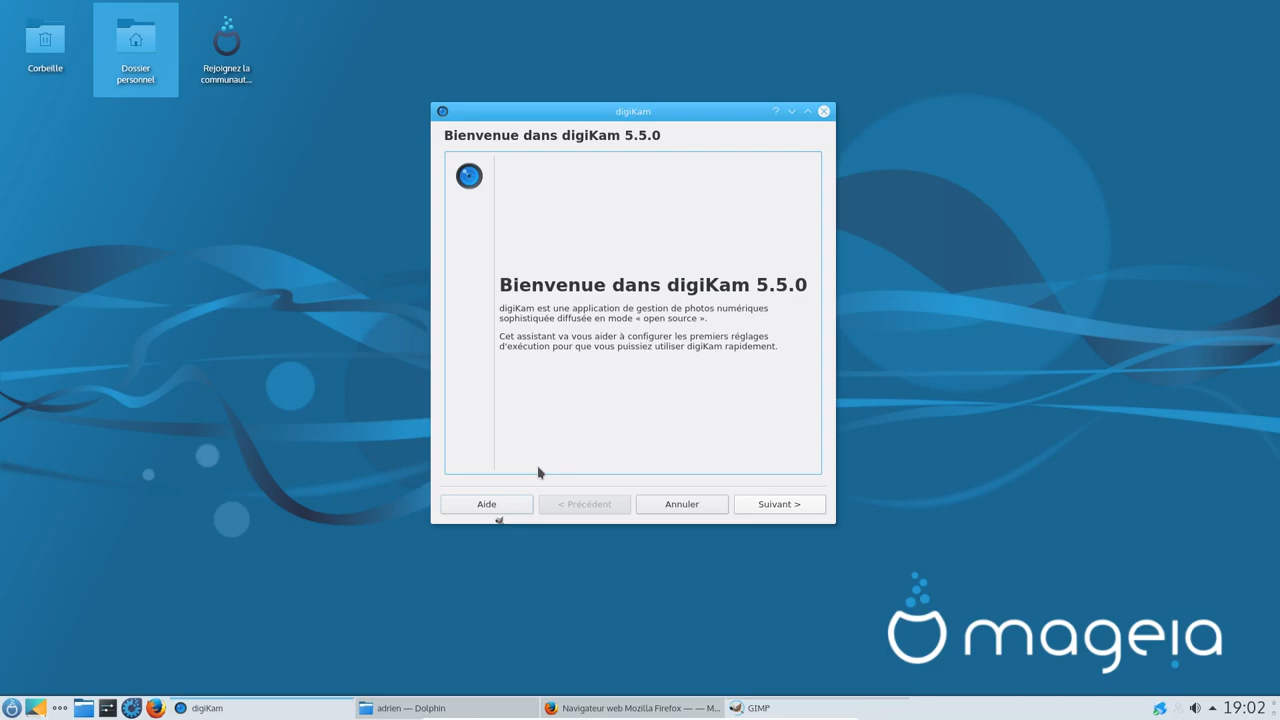 Corbeille
Dossier
personnel
Rejoignez la
communaut...
digiKam
Bienvenue dans digiKam 5.5.0
Bienvenue dans digiKam 5.5.0
digiKam est une application de gestion de photos numériques
sophistiquée diffusée en mode « open source ».
Cet assistant va vous aider à configurer les premiers réglages
d'exécution pour que vous puissiez utiliser digiKam rapidement.
Aide
< Précédent
Annuler
Suivant >
mageia
digiKam
adrien — Dolphin
Navigateur web Mozilla Firefox — — M...
GIMP
19:02